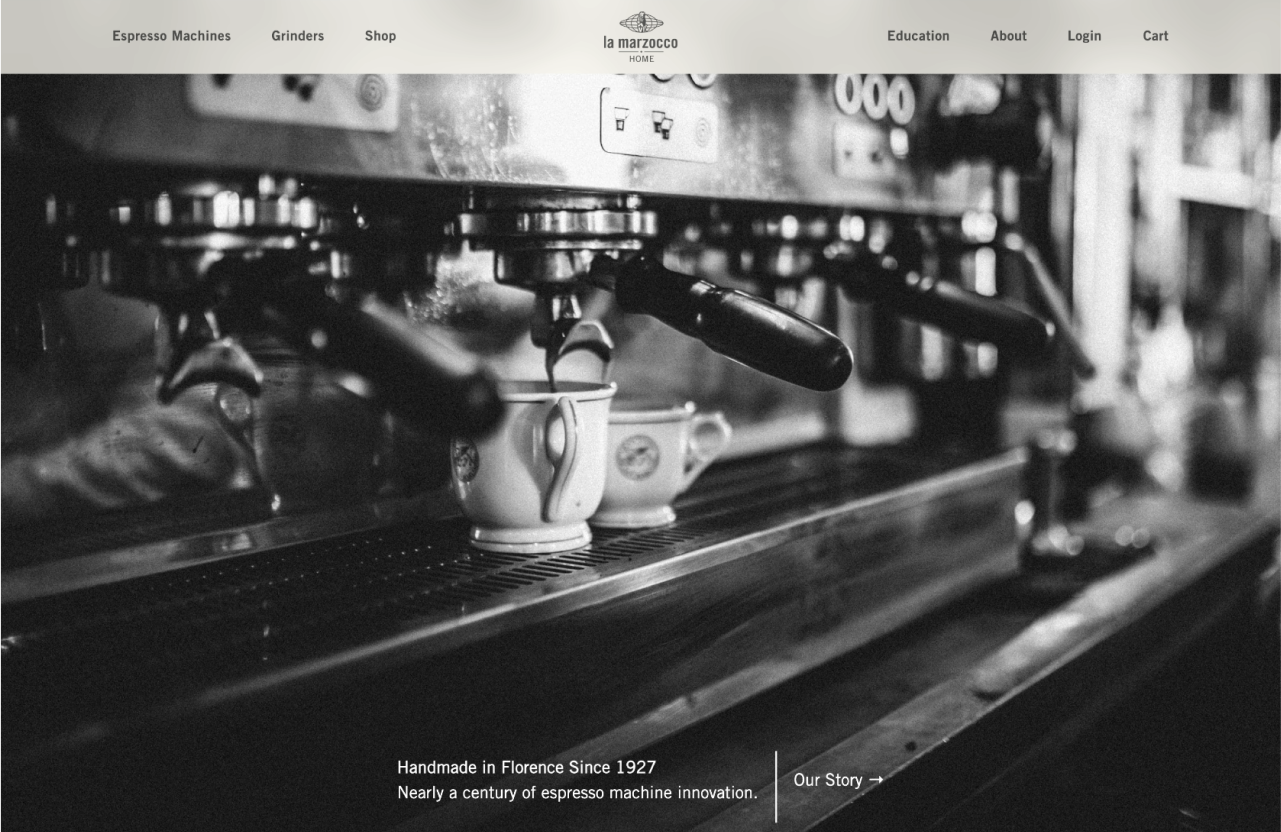 Espresso Machines
Grinders
Shop
la marzocco
HOME
Education
About
Login
Cart
Handmade in Florence Since 1927
Nearly a century of espresso machine innovation.
Our Story →